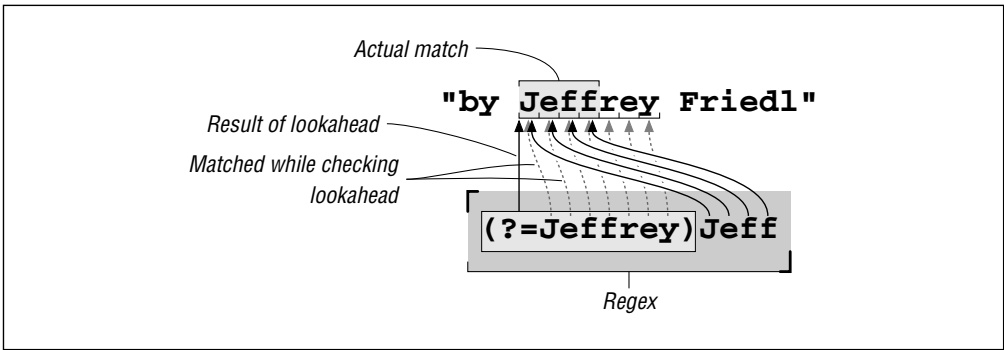 Actual match
"by Jeffrey Friedl"
Result of lookahead
Matched while checking
lookahead
(?=Jeffrey)Jeff
Regex